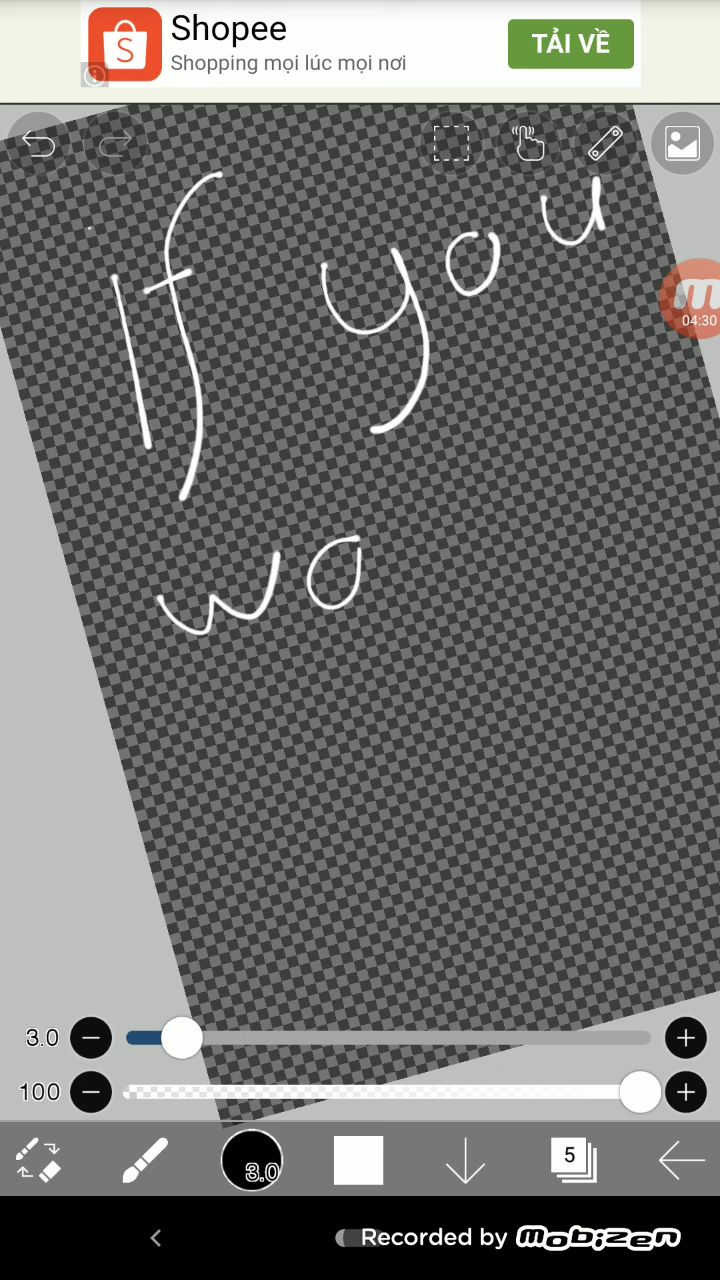 Shopee
Shopping mọi lúc mọi nơi
TẢI VỀ
If you
04:30
wa
3.0
100
3.0
5
Recorded by mobizen